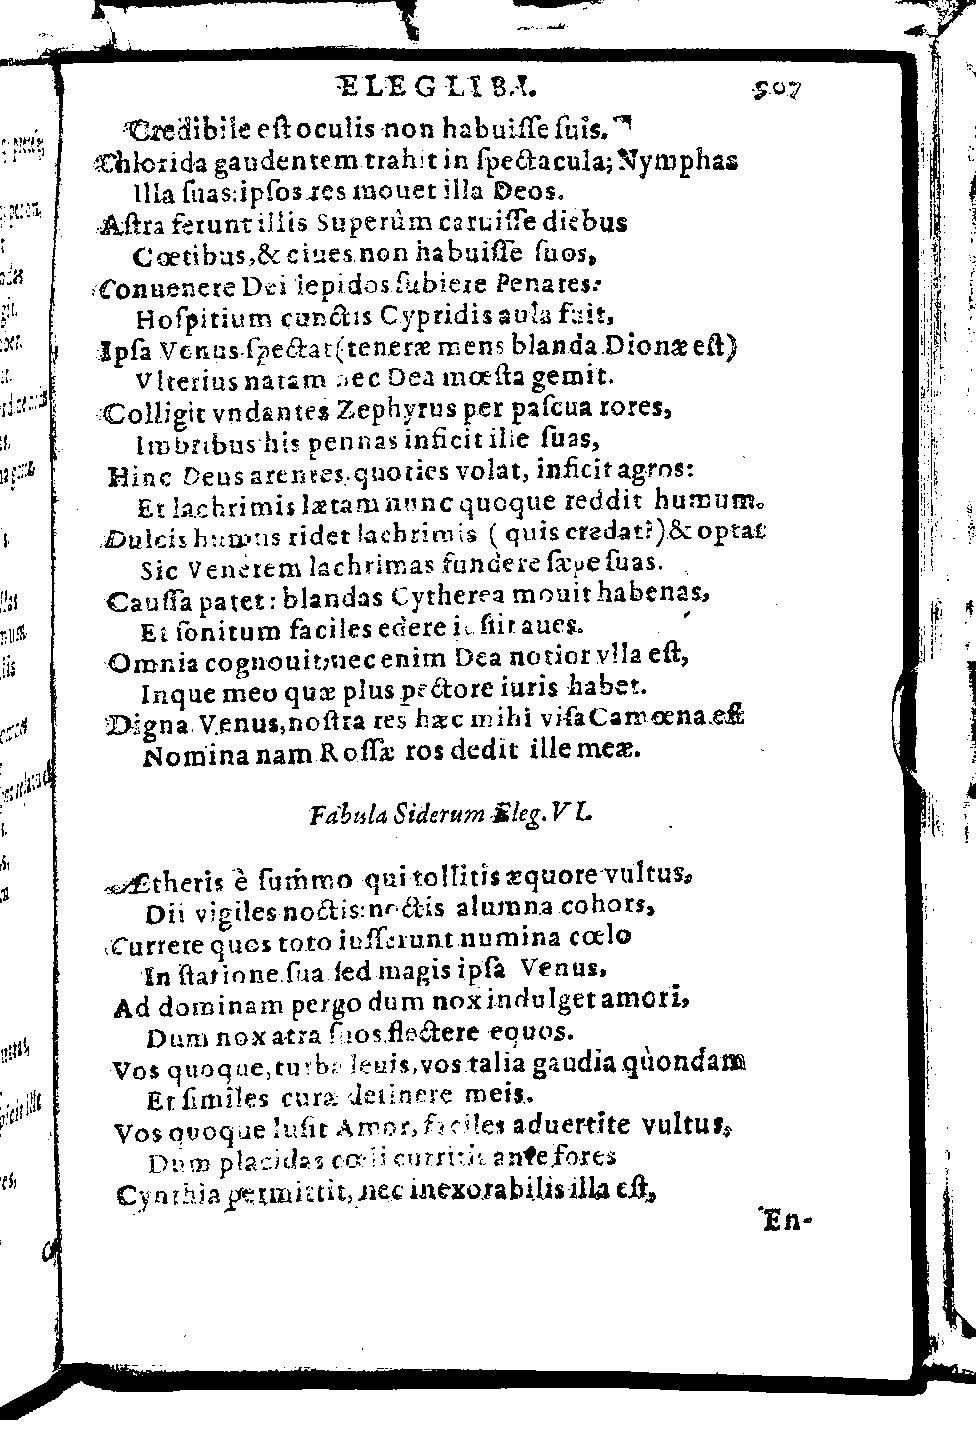 ELEG. LIB. I. 507
Credibile eſt oculis non habuiſſe ſuis.
Chlorida gaudentem trahit in ſpectacula; Nymphas
Illa ſuas: ipſos res mouet illa Deos.
Aſtra ferunt illis Superùm caruiſſe diebus
Cœtibus, & ciues non habuiſſe ſuos,
Conuenere Dei lepidos ſubiere Penates:
Hoſpitium cunctis Cypridis aula fuit,
Ipſa Venus ſpectat (teneræ mens blanda Dionæ eſt)
Vlterius natam nec Dea mœſta gemit.
Colligit vndantes Zephyrus per paſcua rores,
Imbribus his pennas inficit ille ſuas,
Hinc Deus arentes, quoties volat, inficit agros:
Et lachrimis lætam nunc quoque reddit humum.
Dulcis humus ridet lachrimis (quis credat?) & optat
Sic Venerem lachrimas fundere ſæpe ſuas.
Cauſſa patet: blandas Cytherea mouit habenas,
Et ſonitum faciles edere iuſſit aues.
Omnia cognouit, nec enim Dea notior vlla eſt,
Inque meo quæ plus pectore iuris habet.
Digna Venus, noſtra res hæc mihi viſa Camœna eſt
Nomina nam Roſſæ ros dedit ille meæ.
Fabula Siderum Eleg. VI.
Ætheris è ſummo qui tollitis æquore vultus,
Dii vigiles noctis: noctis alumna cohors,
Currere quos toto iuſſerunt numina cœlo
In ſtatione ſua ſed magis ipſa Venus,
Ad dominam pergo dum nox indulget amori,
Dum nox atra ſuos flectere equos.
Vos quoque, turba leuis, vos talia gaudia quòndam
Et ſimiles curæ detinere meis.
Vos quoque luſit Amor, faciles aduertite vultus,
Dum placidas cœli curritis ante fores
Cynthia permittit, nec inexorabilis illa eſt,
En-